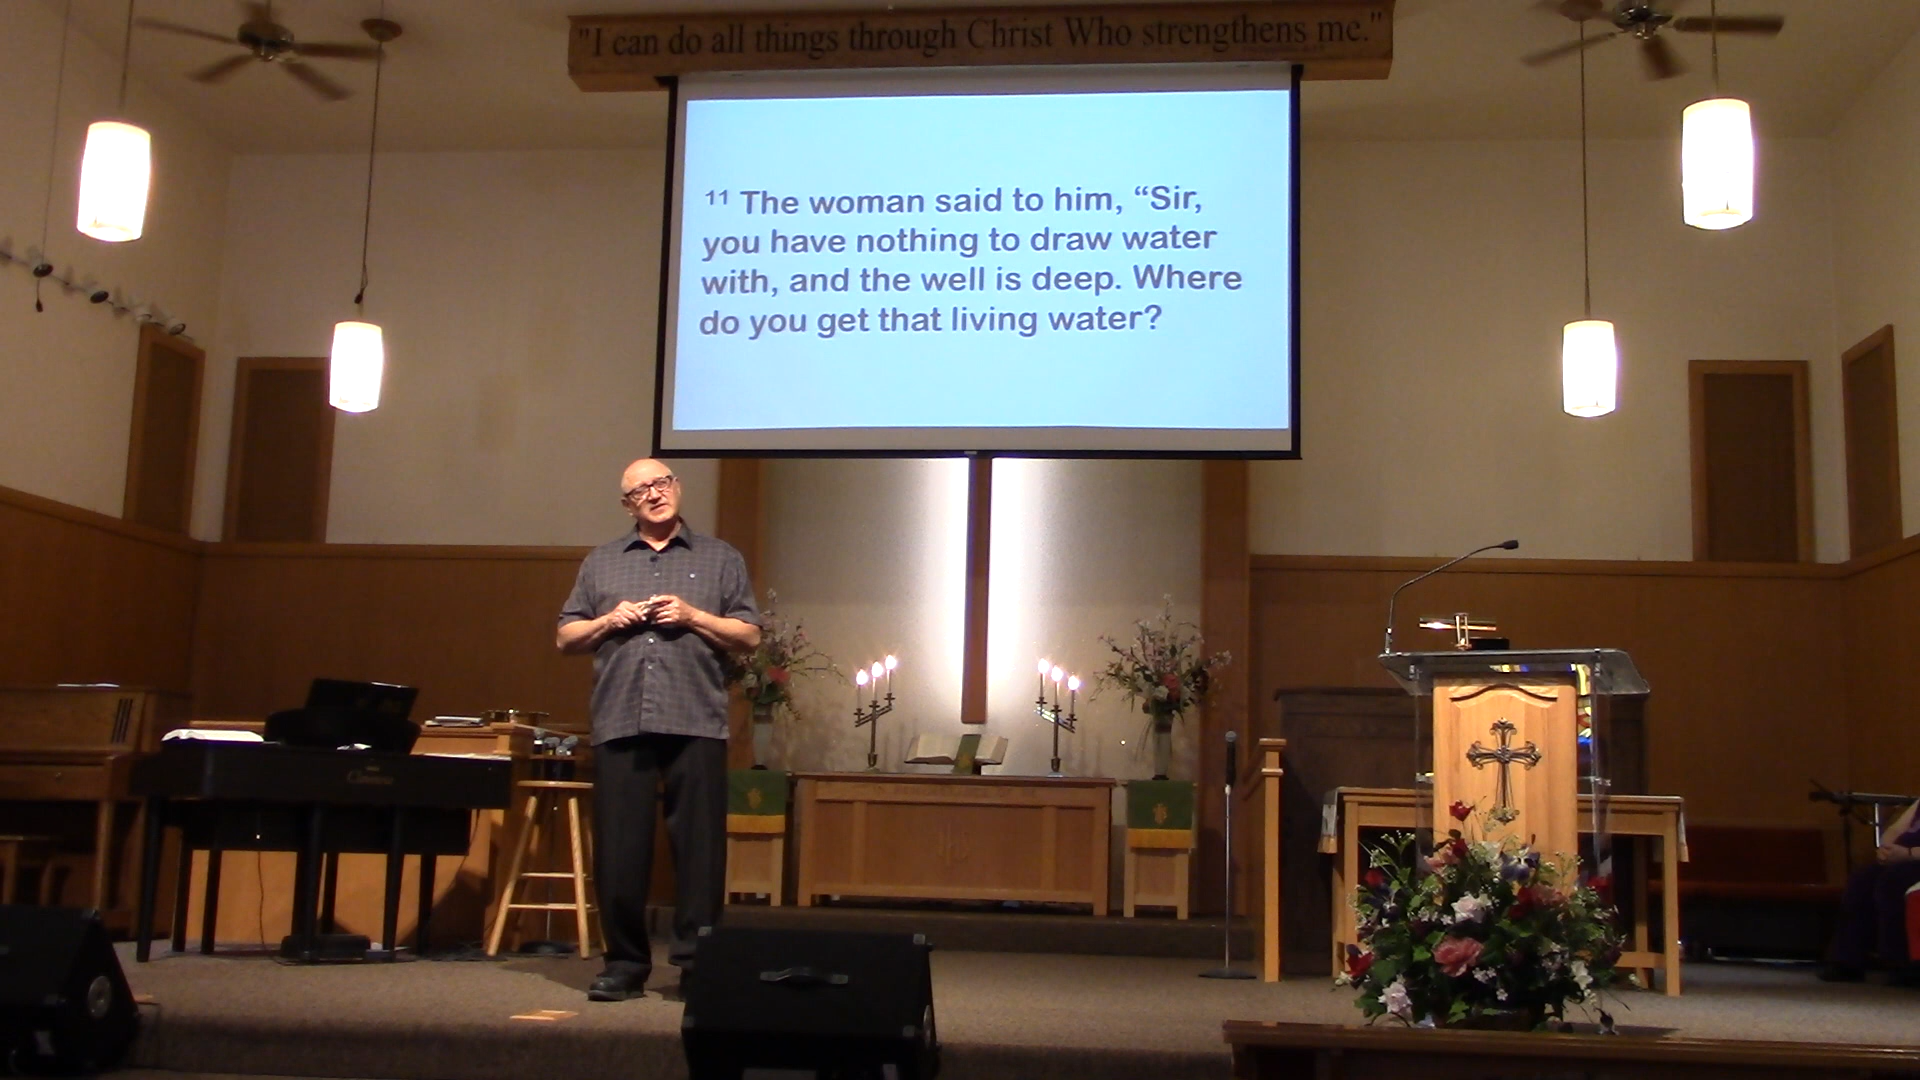 "I can do all things through Christ Who strengthens me."
¹¹ The woman said to him, “Sir,
you have nothing to draw water
with, and the well is deep. Where
do you get that living water?
IHS